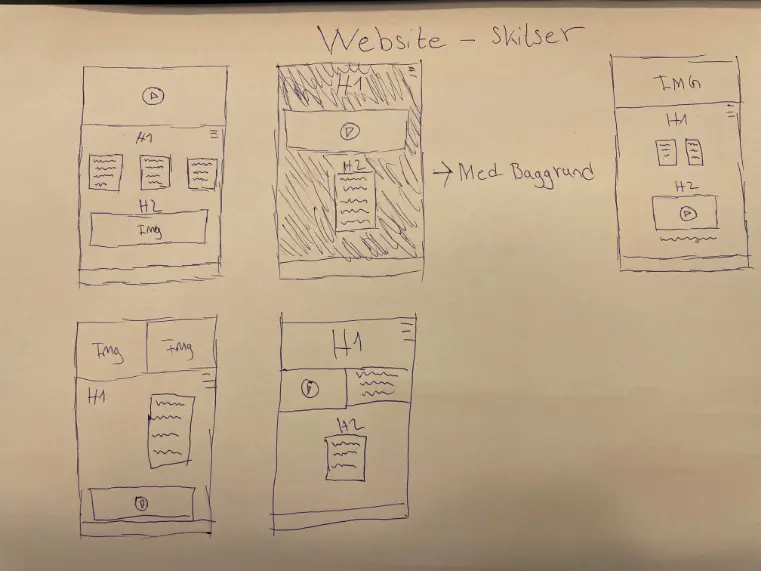 Website - Skitser
H1
H2
Img
H1
H2
→ Med Baggrund
IMG
H1
H2
Img
Img
H1
H1
H2